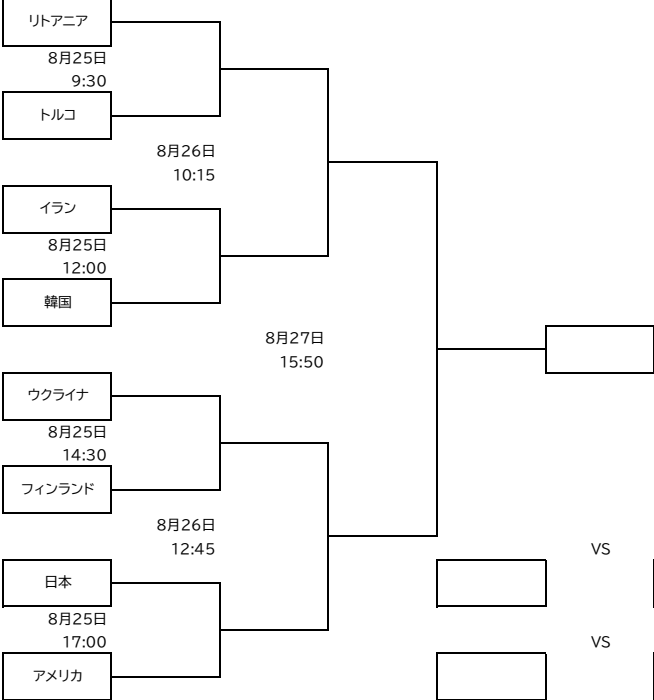 リトアニア
8月25日
9:30
トルコ
8月26日
10:15
イラン
8月25日
12:00
韓国
8月27日
15:50
ウクライナ
8月25日
14:30
フィンランド
8月26日
12:45
VS
日本
8月25日
17:00
VS
アメリカ